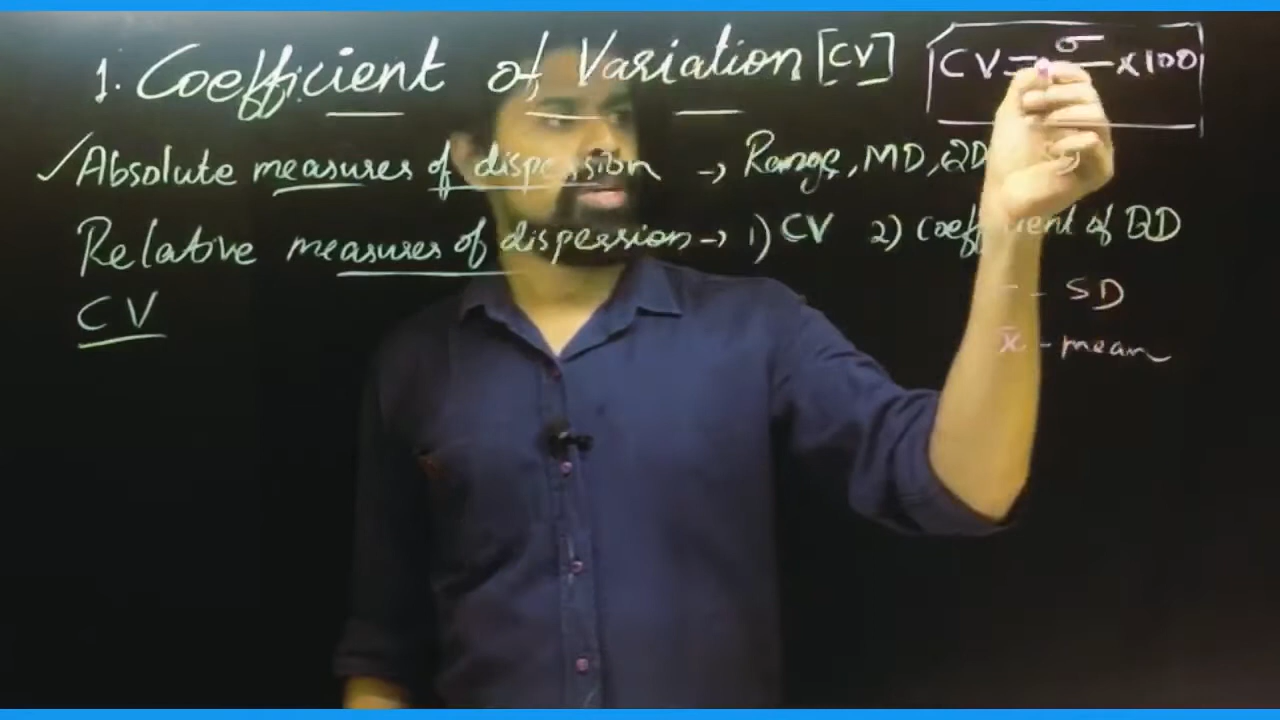 1. Coefficient of Variation [CV]
CV = σ × 100
✓ Absolute measures of dispersion → Range, MD, QD
Relative measures of dispersion → 1) CV 2) Coefficient of QD
CV
- SD
x̄ - mean